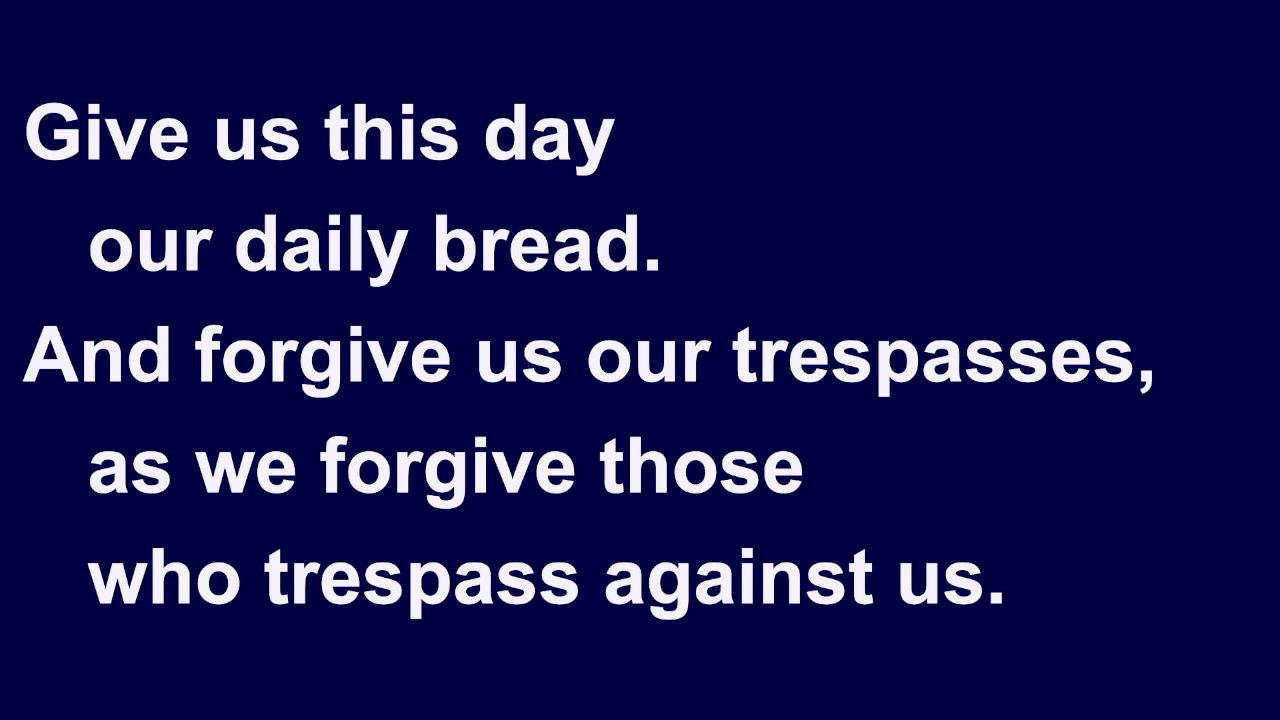 Give us this day
our daily bread.
And forgive us our trespasses,
as we forgive those
who trespass against us.